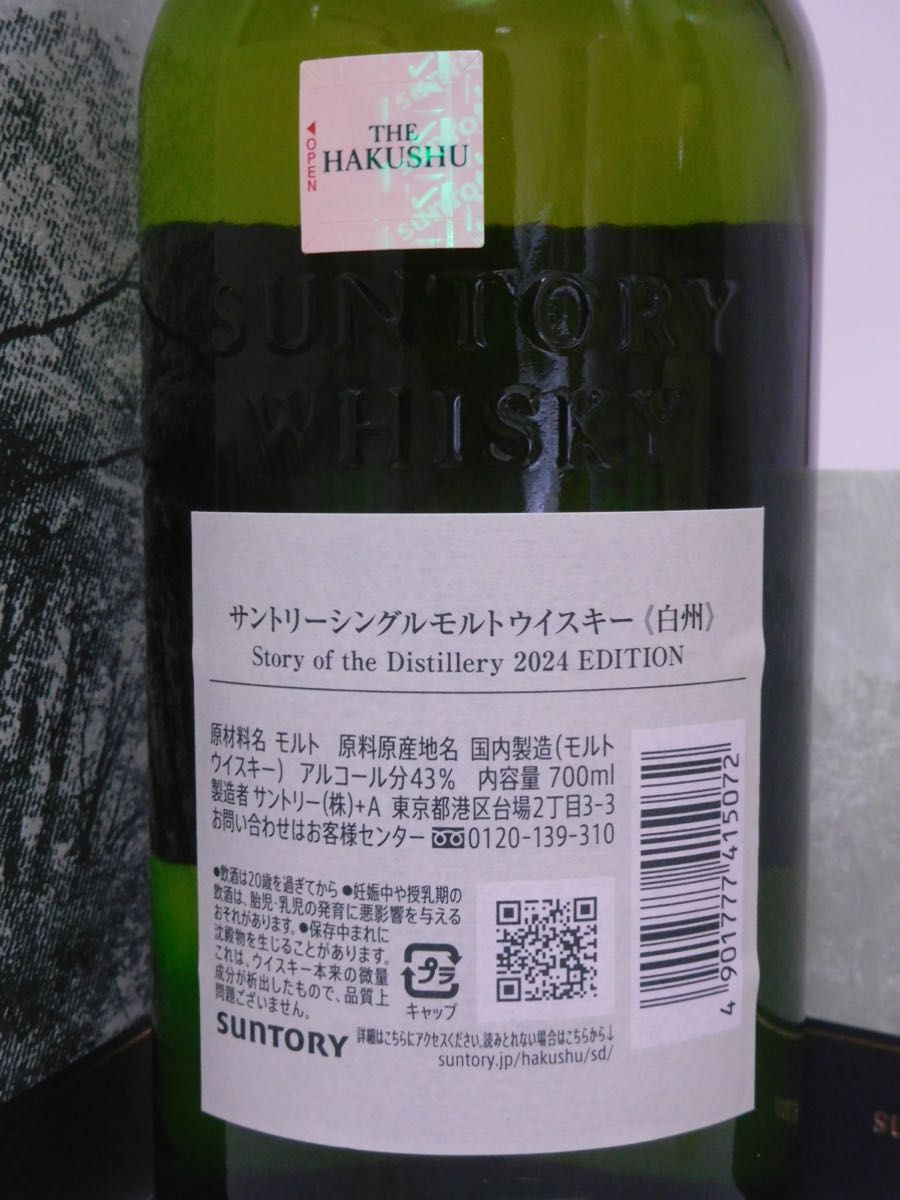 ◀OPEN
THE
HAKUSHU
SUNTORY
WHISKY
サントリーシングルモルトウイスキー《白州》
Story of the Distillery 2024 EDITION
原材料名 モルト 原料原産地名 国内製造(モルト
ウイスキー) アルコール分43% 内容量 700ml
製造者 サントリー(株)+A 東京都港区台場2丁目3-3
お問い合わせはお客様センター 0120-139-310
●飲酒は20歳を過ぎてから ●妊娠中や授乳期の
飲酒は、胎児・乳児の発育に悪影響を与える
おそれがあります。●保存中まれに
沈殿物を生じることがあります。
これは、ウイスキー本来の微量
成分が析出したもので、品質上
問題ございません。
プラ
キャップ
4 901777 415072
SUNTORY
詳細はこちらにアクセスください。読みとれない場合はこちらから↓
suntory.jp/hakushu/sd/